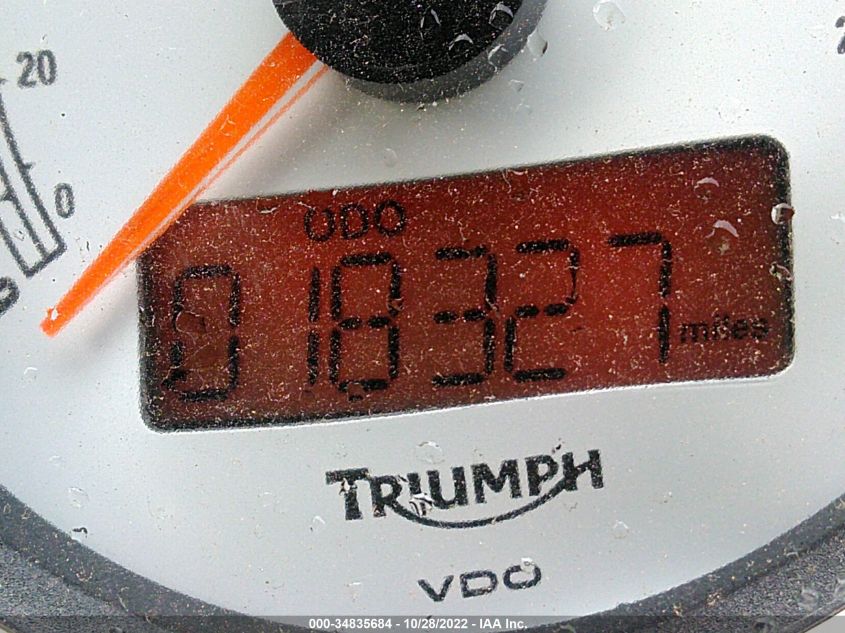 20
0
ODO
018327 miles
TRIUMPH
VDO
000-34835684 - 10/28/2022 - IAA Inc.